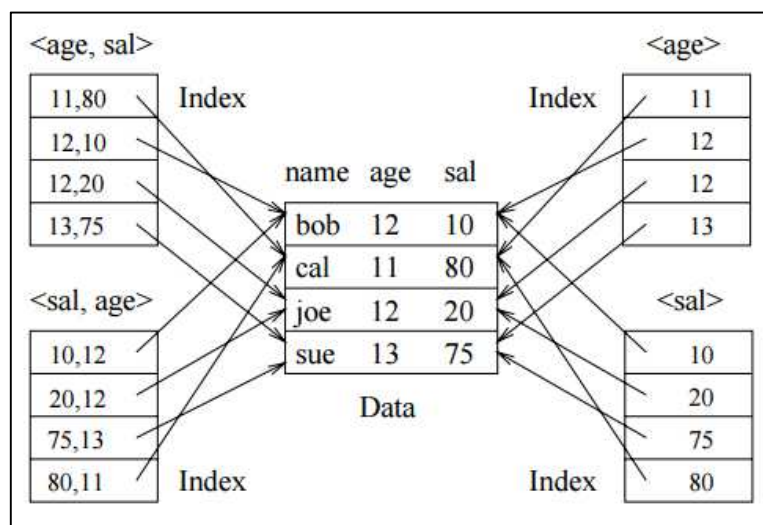 <age, sal>
11,80
12,10
12,20
13,75
Index
<sal, age>
10,12
20,12
75,13
80,11
Index
name age sal
bob 12 10
cal 11 80
joe 12 20
sue 13 75
Data
<age>
Index
11
12
12
13
<sal>
10
20
75
80
Index